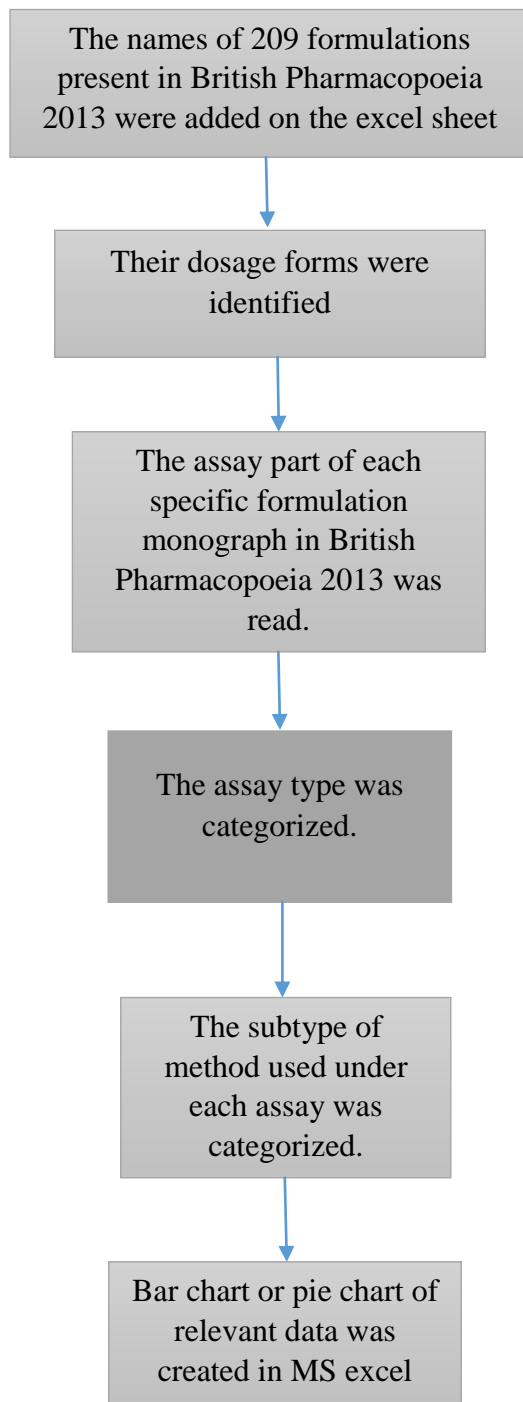 The names of 209 formulations
present in British Pharmacopoeia
2013 were added on the excel sheet
Their dosage forms were
identified
The assay part of each
specific formulation
monograph in British
Pharmacopoeia 2013 was
read.
The assay type was
categorized.
The subtype of
method used under
each assay was
categorized.
Bar chart or pie chart of
relevant data was
created in MS excel